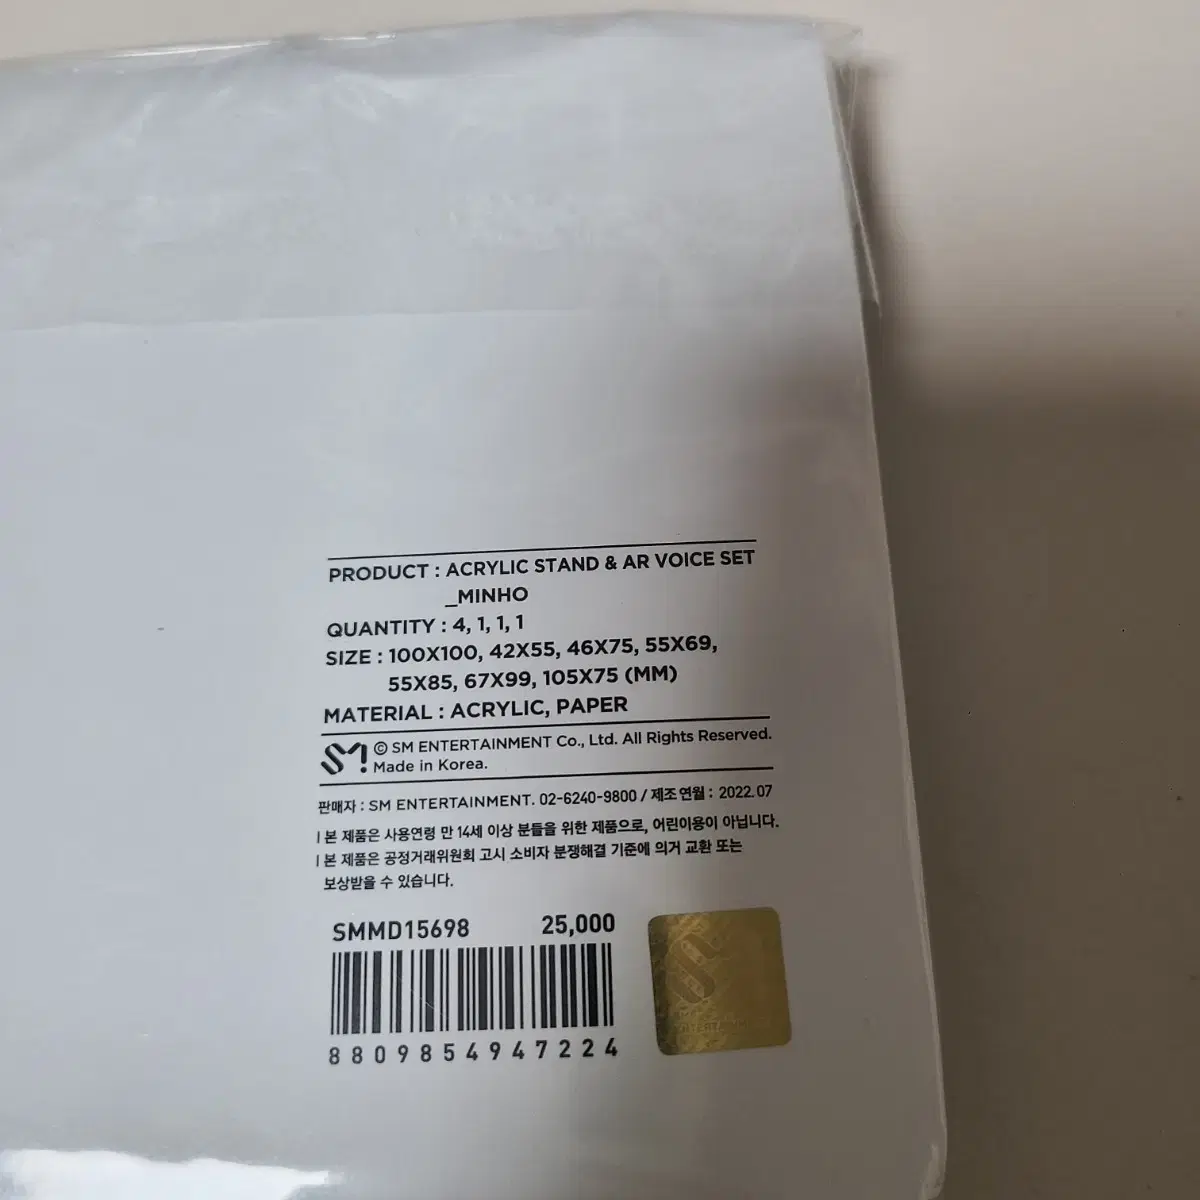 PRODUCT : ACRYLIC STAND & AR VOICE SET
_MINHO
QUANTITY : 4, 1, 1, 1
SIZE : 100X100, 42X55, 46X75, 55X69,
55X85, 67X99, 105X75 (MM)
MATERIAL : ACRYLIC, PAPER
SM! © SM ENTERTAINMENT Co., Ltd. All Rights Reserved.
Made in Korea.
판매자 : SM ENTERTAINMENT. 02-6240-9800 / 제조연월 : 2022.07
l 본 제품은 사용연령 만 14세 이상 분들을 위한 제품으로, 어린이용이 아닙니다.
l 본 제품은 공정거래위원회 고시 소비자 분쟁해결 기준에 의거 교환 또는
보상받을 수 있습니다.
SMMD15698 25,000
8809854947224